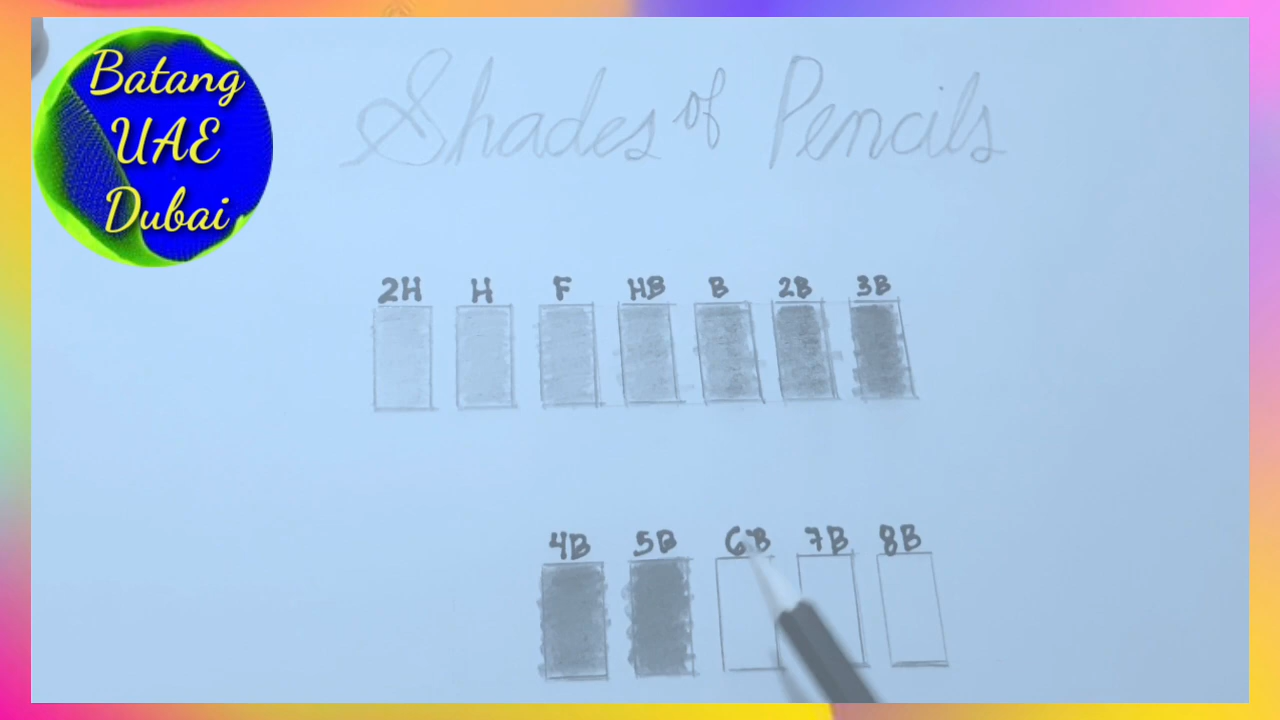 Batang
UAE
Dubai
Shades of Pencils
2H H F HB B 2B 3B
4B 5B 6B 7B 8B